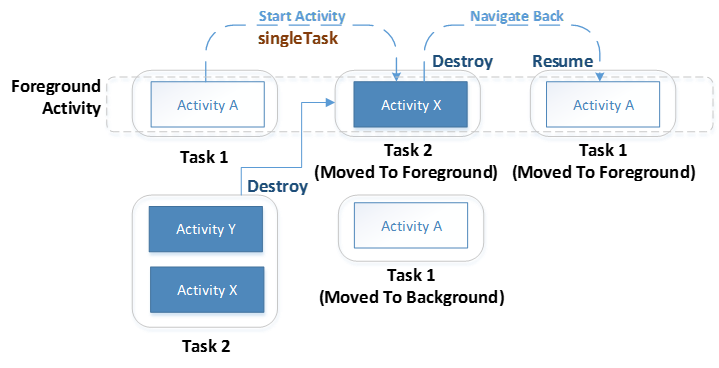 Start Activity
singleTask
Navigate Back
Destroy
Resume
Foreground
Activity
Activity A
Activity X
Activity A
Task 1
Task 2
(Moved To Foreground)
Task 1
(Moved To Foreground)
Destroy
Activity Y
Activity X
Task 2
Activity A
Task 1
(Moved To Background)